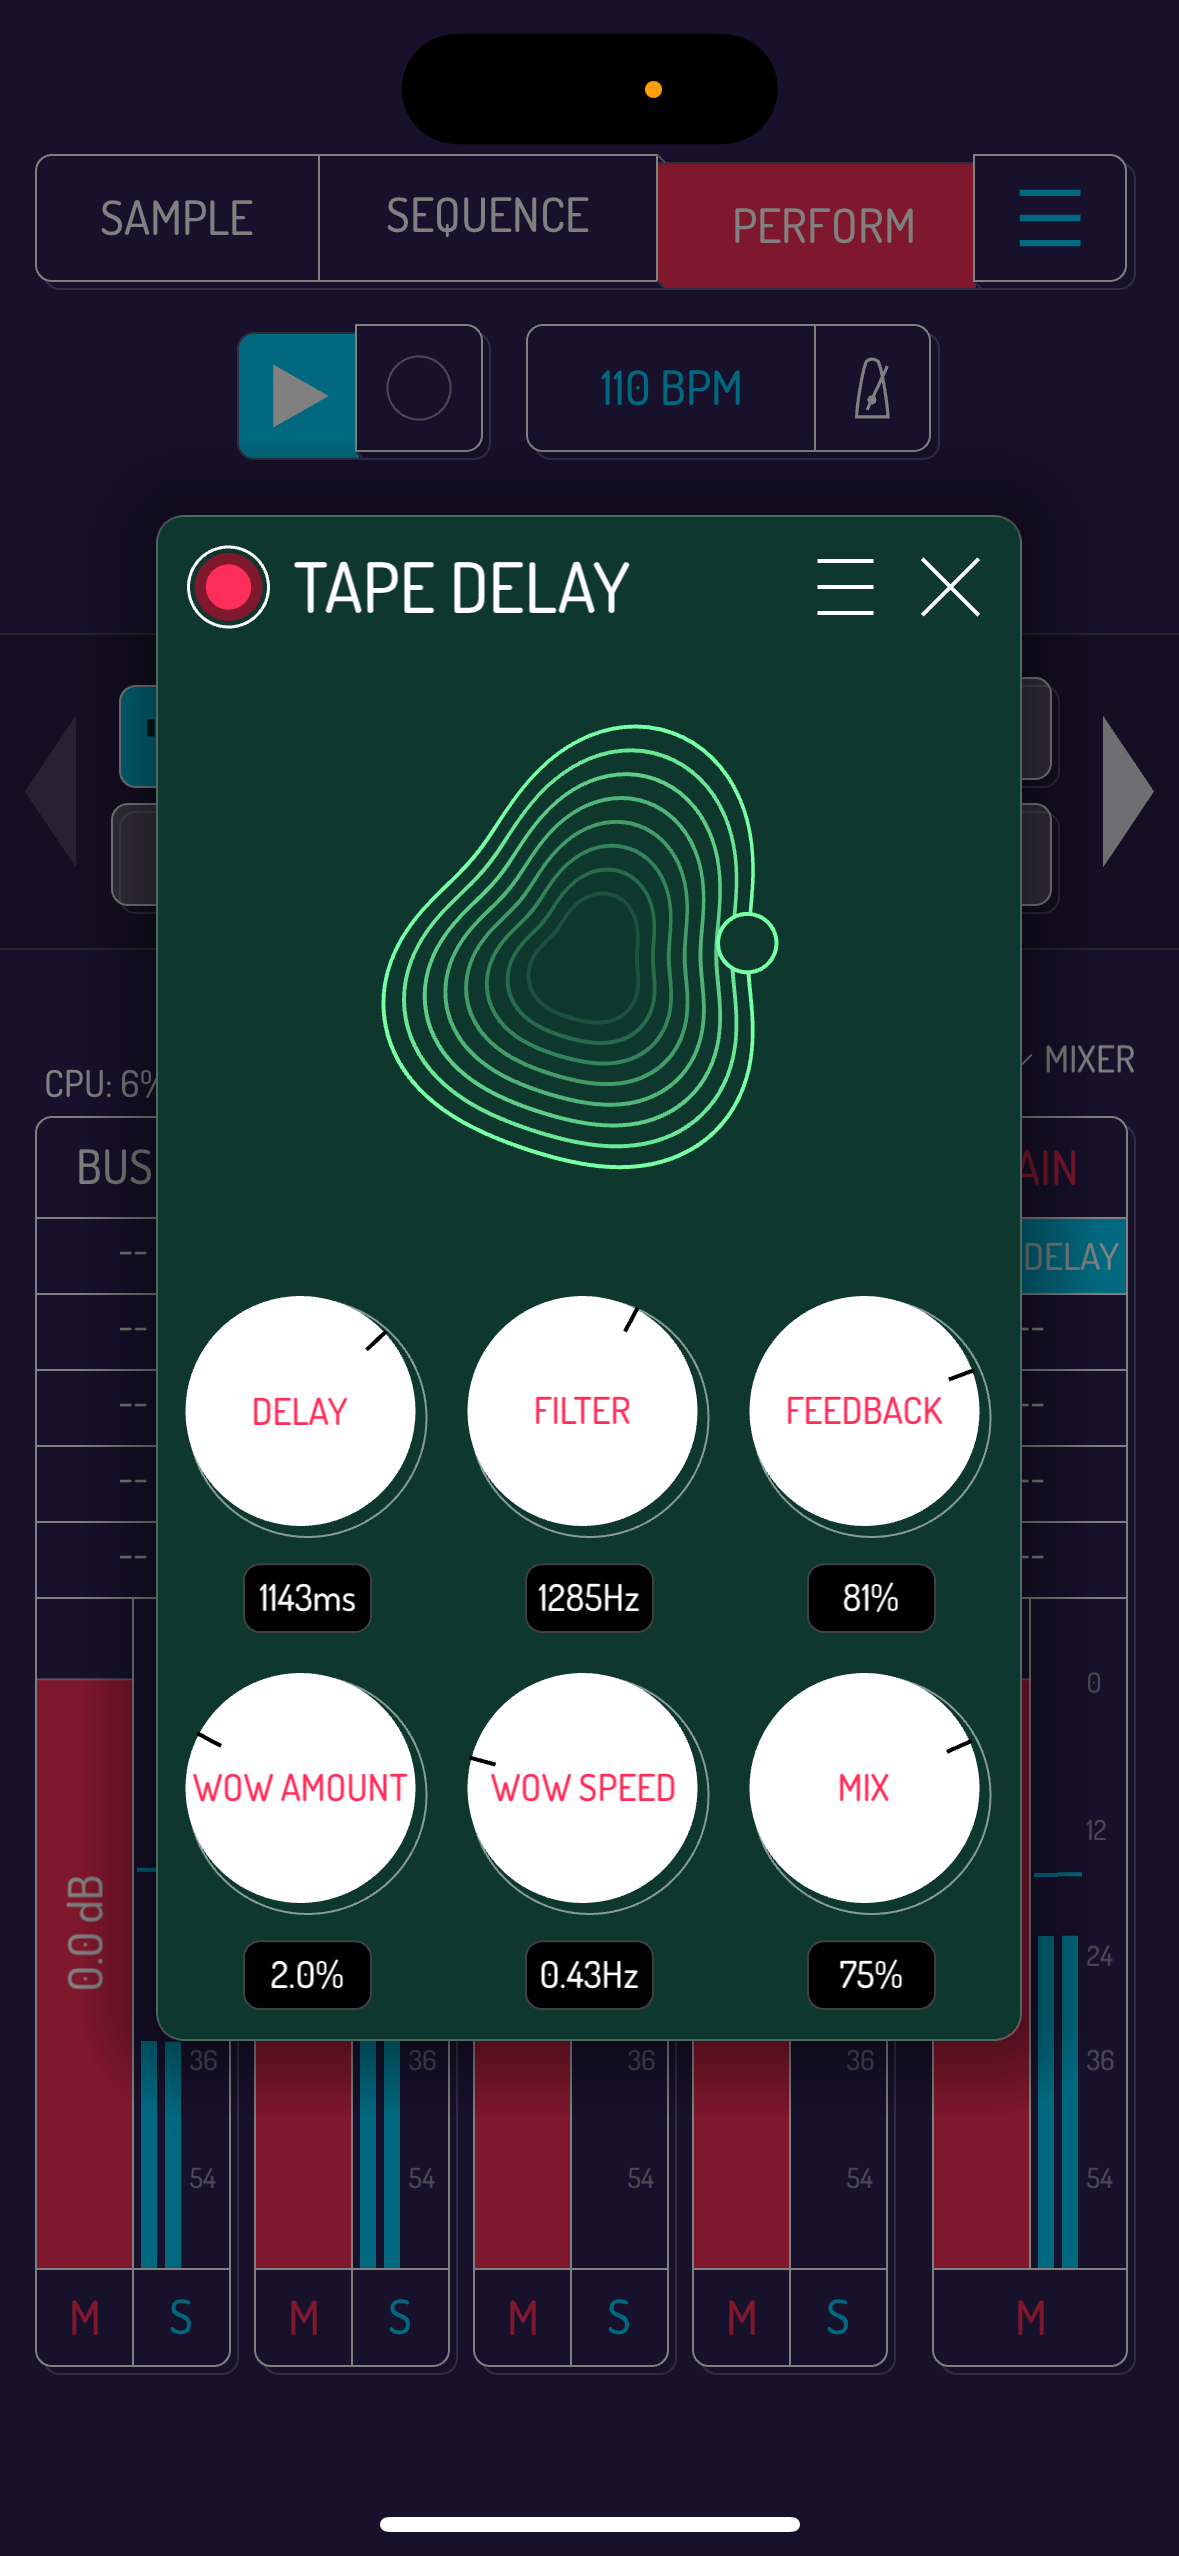 SAMPLE SEQUENCE PERFORM
110 BPM
TAPE DELAY
MIXER
CPU: 6%
BUS AIN
-- DELAY
-- --
-- --
-- --
-- --
DELAY FILTER FEEDBACK
1143ms 1285Hz 81%
0
WOW AMOUNT WOW SPEED MIX
12
0.0 dB
24
2.0% 0.43Hz 75%
36 36 36 36 36
54 54 54 54 54
M S M S M S M S M